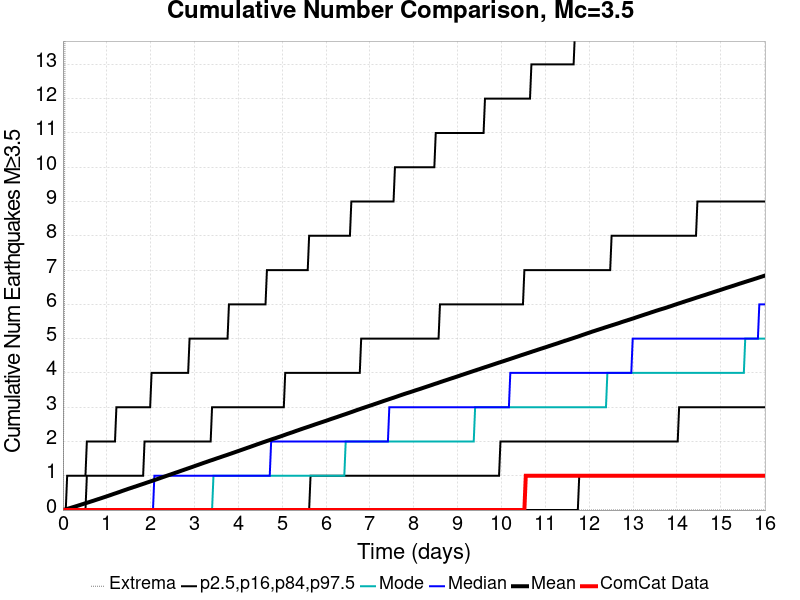 Cumulative Number Comparison, Mc=3.5
Cumulative Num Earthquakes M≥3.5
13
12
11
10
9
8
7
6
5
4
3
2
1
0
0 1 2 3 4 5 6 7 8 9 10 11 12 13 14 15 16
Time (days)
Extrema p2.5,p16,p84,p97.5 Mode Median Mean ComCat Data